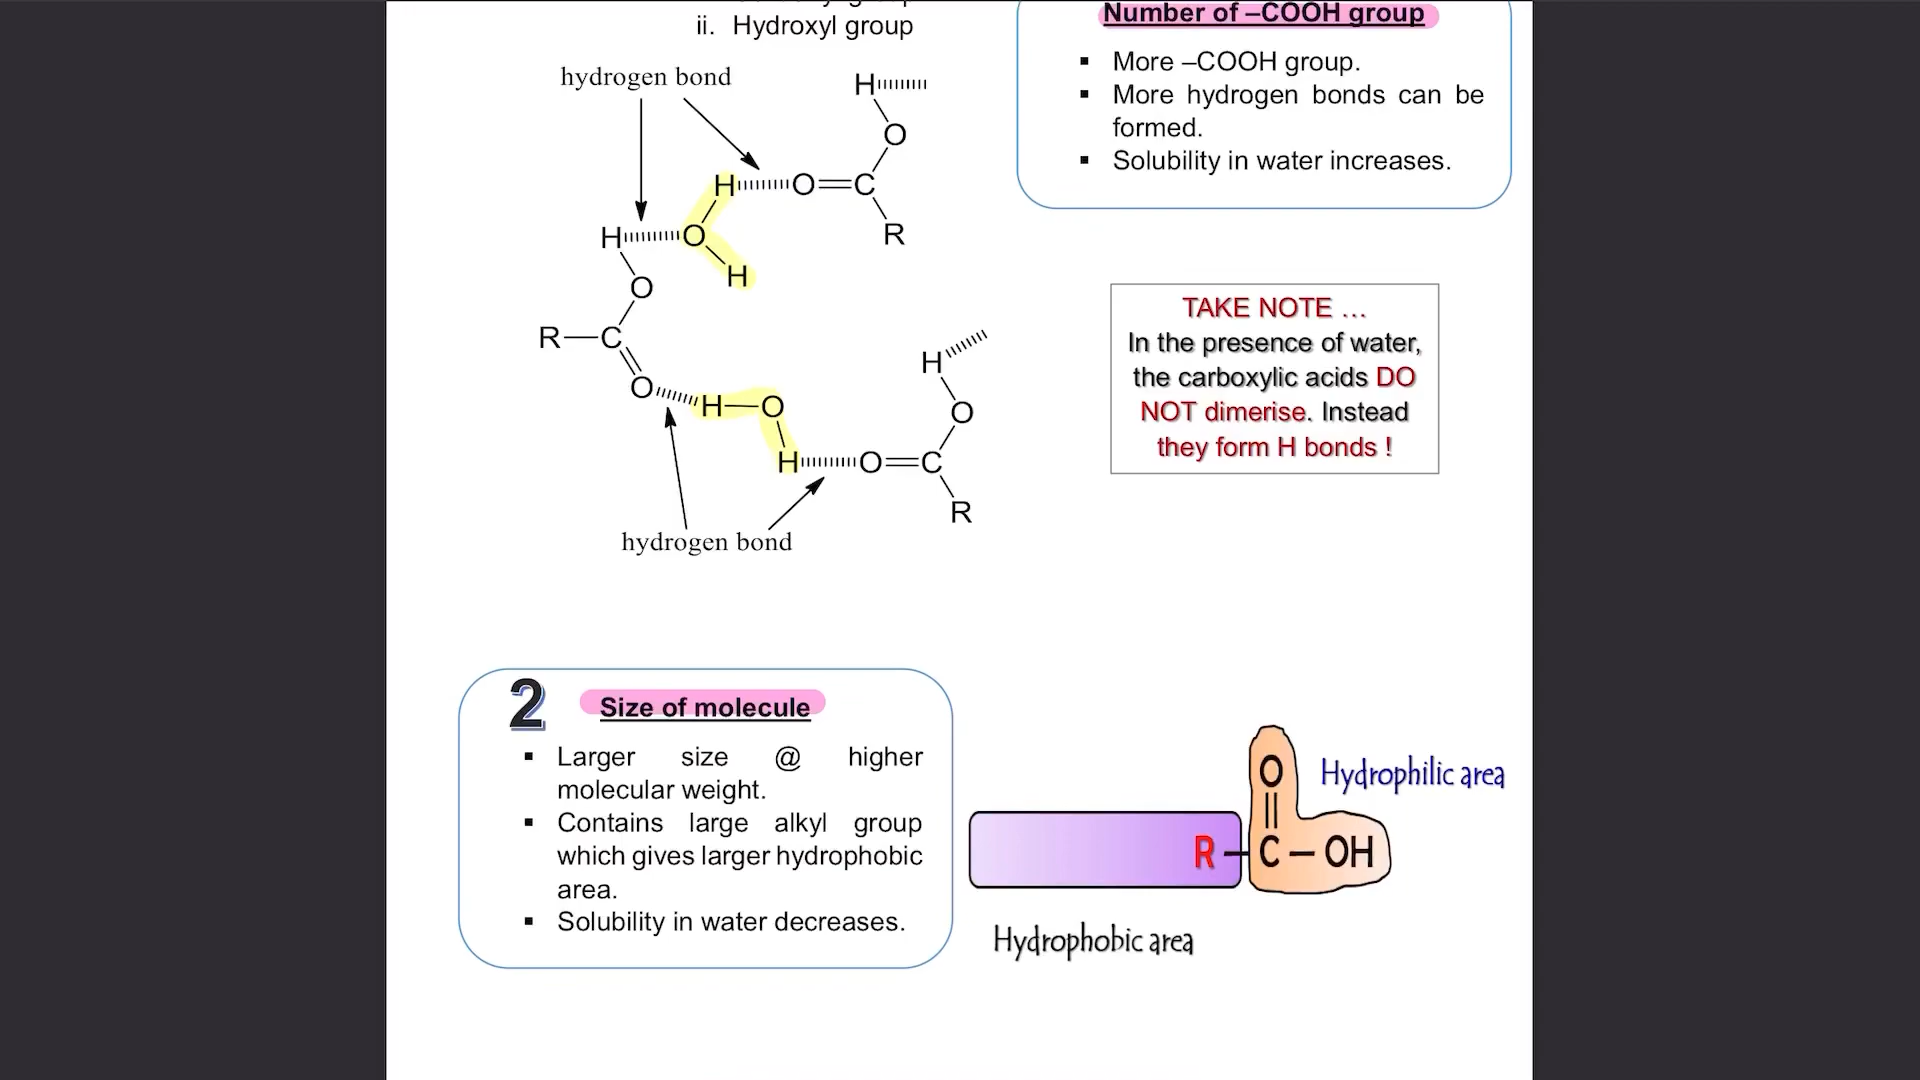 ii. Hydroxyl group
Number of –COOH group
▪ More –COOH group.
▪ More hydrogen bonds can be
formed.
▪ Solubility in water increases.
hydrogen bond
H
O
H O C
R
H O
H
O
R C
O
H O
H O C
R
H
O
hydrogen bond
TAKE NOTE …
In the presence of water,
the carboxylic acids DO
NOT dimerise. Instead
they form H bonds !
2 Size of molecule
▪ Larger size @ higher
molecular weight.
▪ Contains large alkyl group
which gives larger hydrophobic
area.
▪ Solubility in water decreases.
O
Hydrophilic area
R – C – OH
Hydrophobic area